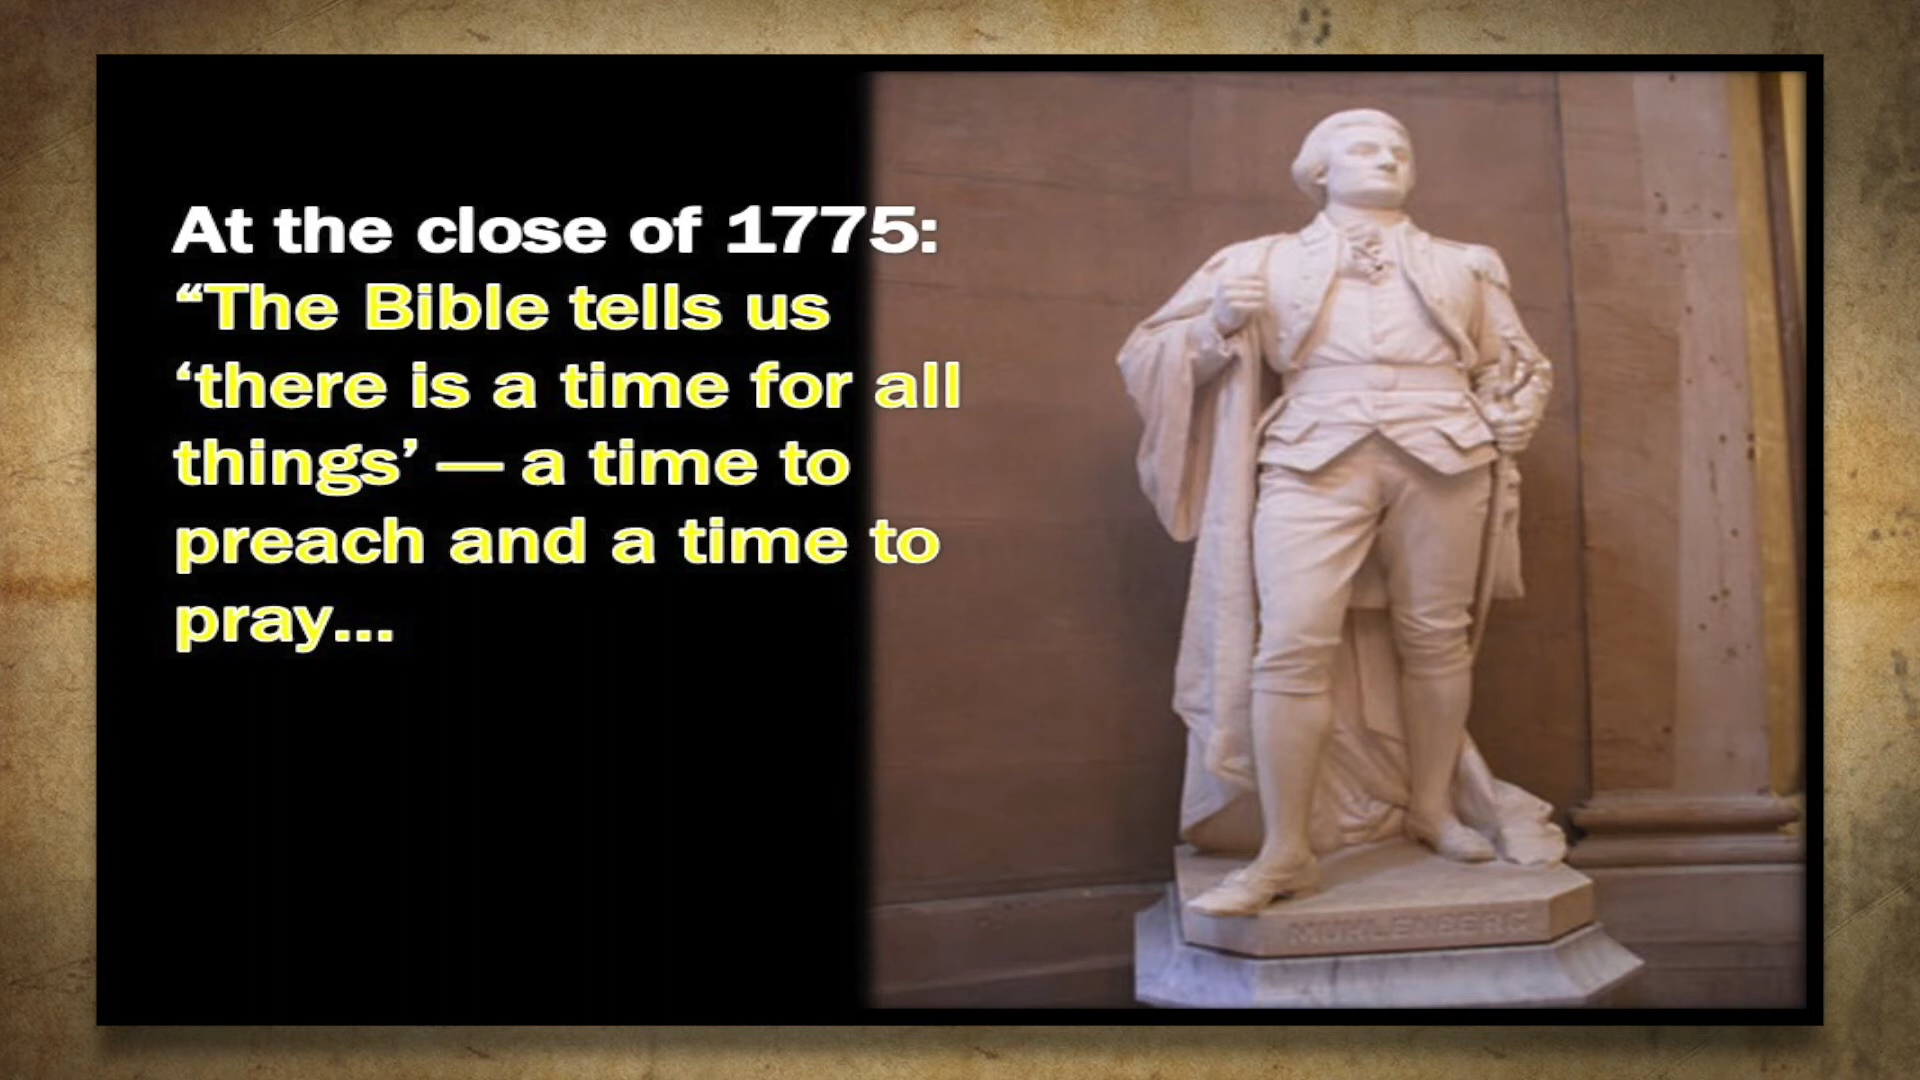 At the close of 1775:
“The Bible tells us
‘there is a time for all
things’ — a time to
preach and a time to
pray...
MUHLENBERG